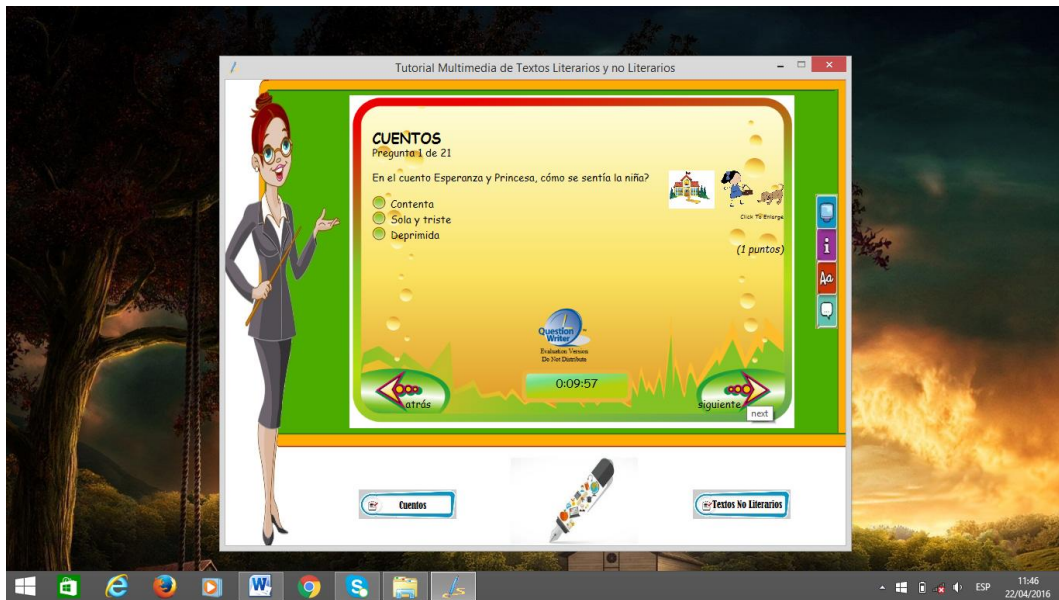 Tutorial Multimedia de Textos Literarios y no Literarios
CUENTOS
Pregunta 1 de 21
En el cuento Esperanza y Princesa, cómo se sentía la niña?
Contenta
Sola y triste
Deprimida
Click To Enlarge
(1 puntos)
i
Aa
Question Writer
Evaluation Version
Do Not Distribute
0:09:57
atrás
siguiente
next
Cuentos
Textos No Literarios
ESP
11:46
22/04/2016